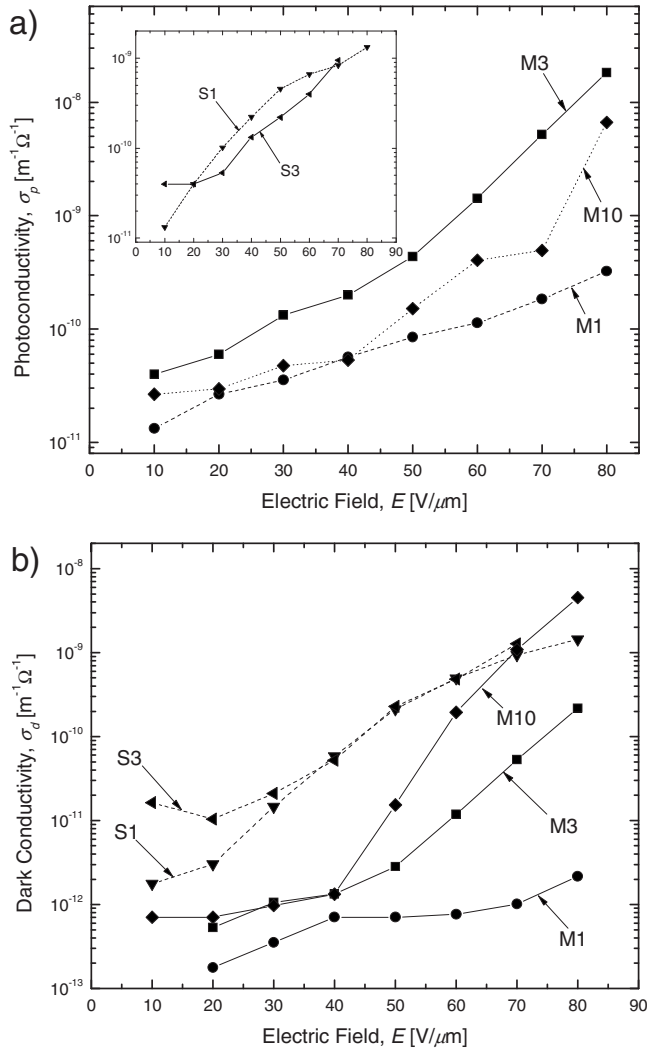 a)
Photoconductivity, σp [m⁻¹Ω⁻¹]
10⁻⁸
10⁻⁹
10⁻¹⁰
10⁻¹¹
10⁻⁹
10⁻¹⁰
10⁻¹¹
S1
S3
0 10 20 30 40 50 60 70 80 90
M3
M10
M1
0 10 20 30 40 50 60 70 80
Electric Field, E [V/μm]
b)
Dark Conductivity, σd [m⁻¹Ω⁻¹]
10⁻⁸
10⁻⁹
10⁻¹⁰
10⁻¹¹
10⁻¹²
10⁻¹³
S3
S1
M10
M3
M1
0 10 20 30 40 50 60 70 80 90
Electric Field, E [V/μm]